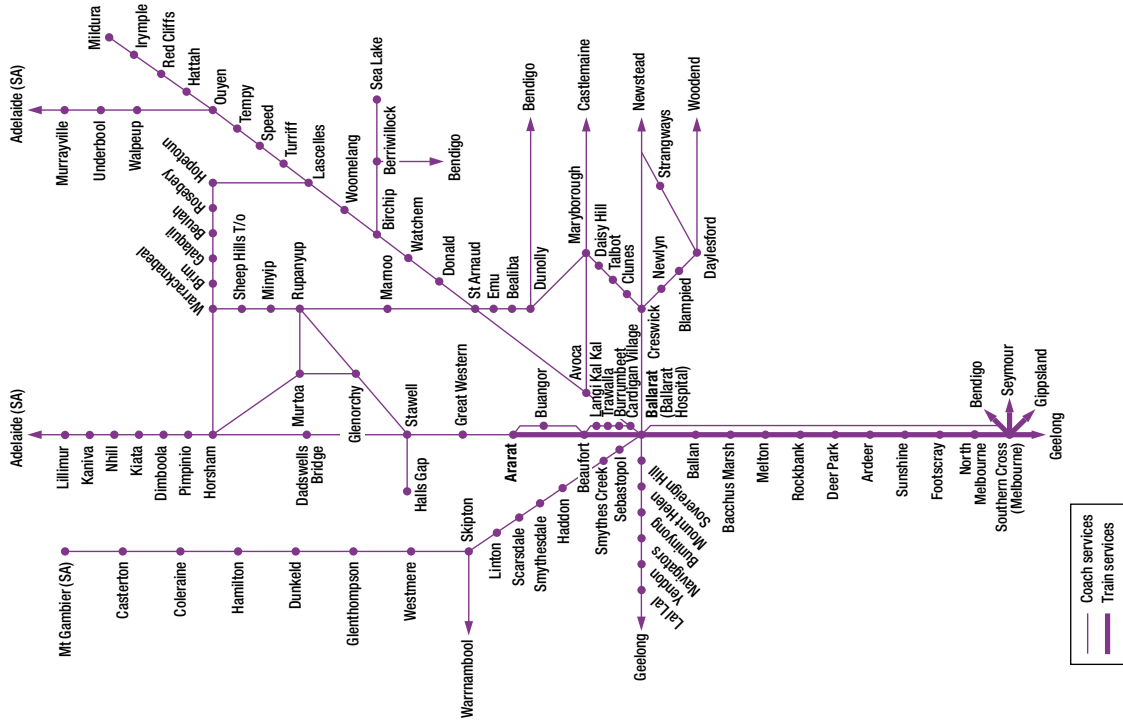 Adelaide (SA)
Murrayville
Underbool
Walpeup
Mildura
Irymple
Red Cliffs
Hattah
Ouyen
Tempy
Speed
Turriff
Lascelles
Woomelang
Birchip
Watchem
Donald
St Arnaud
Sea Lake
Berriwillock
Bendigo
Hopetoun
Rosebery
Beulah
Galaquil
Brim
Warracknabeal
Sheep Hills T/o
Minyip
Rupanyup
Marnoo
Emu
Bealiba
Dunolly
Bendigo
Maryborough
Castlemaine
Daisy Hill
Talbot
Clunes
Creswick
Newstead
Strangways
Woodend
Newlyn
Blampied
Daylesford
Avoca
Adelaide (SA)
Lillimur
Kaniva
Nhill
Kiata
Dimboola
Pimpinio
Horsham
Murtoa
Glenorchy
Dadswells
Bridge
Stawell
Halls Gap
Great Western
Ararat
Buangor
Beaufort
Langi Kal Kal
Trawalla
Burrumbeet
Cardigan Village
Ballarat
(Ballarat
Hospital)
Mt Gambier (SA)
Casterton
Coleraine
Hamilton
Dunkeld
Glenthompson
Westmere
Skipton
Warrnambool
Linton
Scarsdale
Smythesdale
Haddon
Smythes Creek
Sebastopol
Sovereign Hill
Mount Helen
Buninyong
Navigators
Yendon
Lal Lal
Geelong
Ballan
Bacchus Marsh
Melton
Rockbank
Deer Park
Ardeer
Sunshine
Footscray
North
Melbourne
Southern Cross
(Melbourne)
Bendigo
Seymour
Gippsland
Geelong
Coach services
Train services